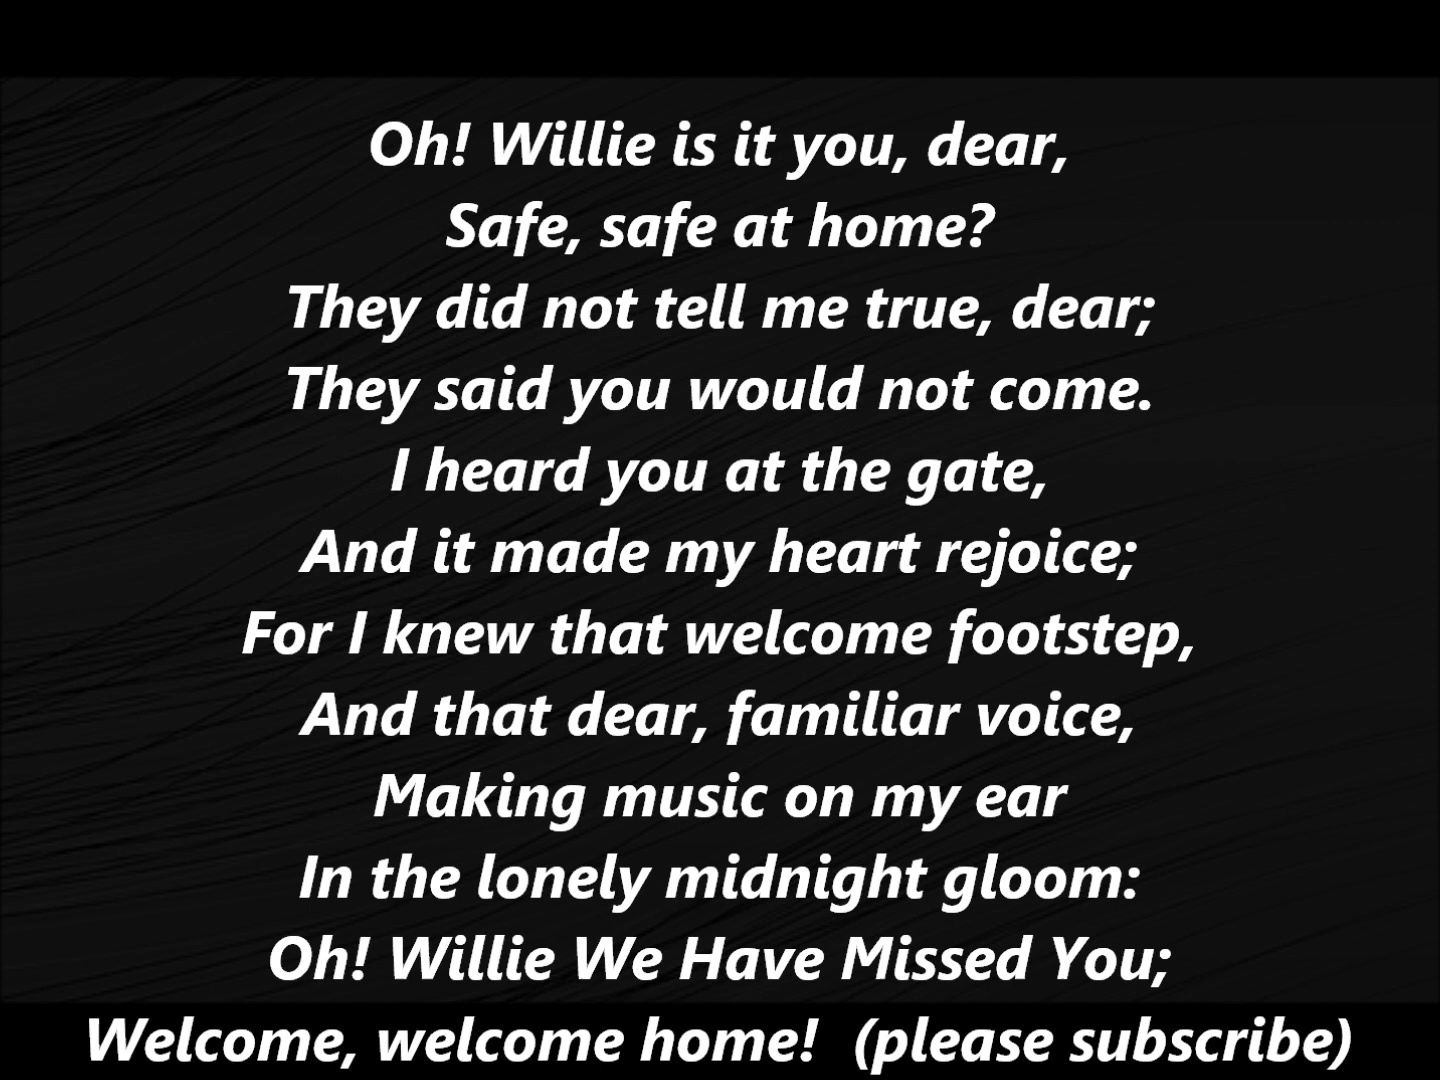 Oh! Willie is it you, dear,
Safe, safe at home?
They did not tell me true, dear;
They said you would not come.
I heard you at the gate,
And it made my heart rejoice;
For I knew that welcome footstep,
And that dear, familiar voice,
Making music on my ear
In the lonely midnight gloom:
Oh! Willie We Have Missed You;
Welcome, welcome home!  (please subscribe)